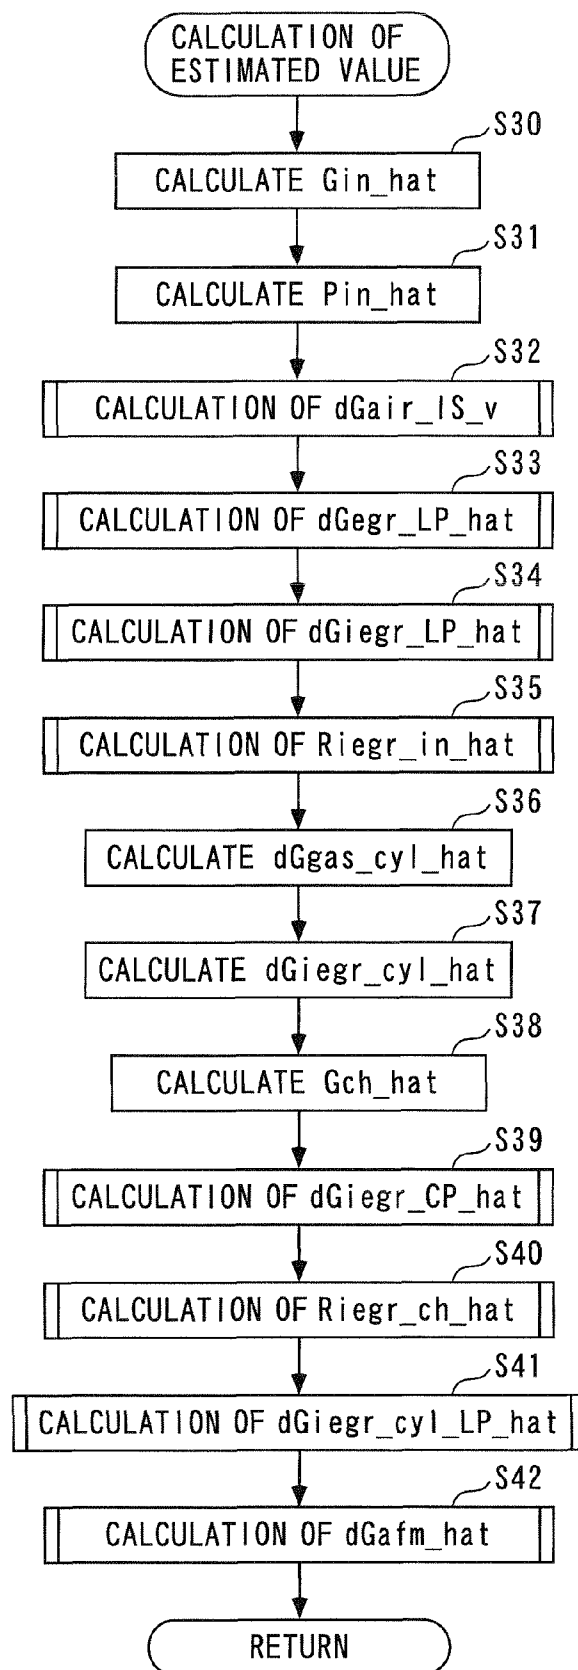 CALCULATION OF
ESTIMATED VALUE
S30
CALCULATE Gin_hat
S31
CALCULATE Pin_hat
S32
CALCULATION OF dGair_IS_v
S33
CALCULATION OF dGegr_LP_hat
S34
CALCULATION OF dGiegr_LP_hat
S35
CALCULATION OF Riegr_in_hat
S36
CALCULATE dGgas_cyl_hat
S37
CALCULATE dGiegr_cyl_hat
S38
CALCULATE Gch_hat
S39
CALCULATION OF dGiegr_CP_hat
S40
CALCULATION OF Riegr_ch_hat
S41
CALCULATION OF dGiegr_cyl_LP_hat
S42
CALCULATION OF dGafm_hat
RETURN